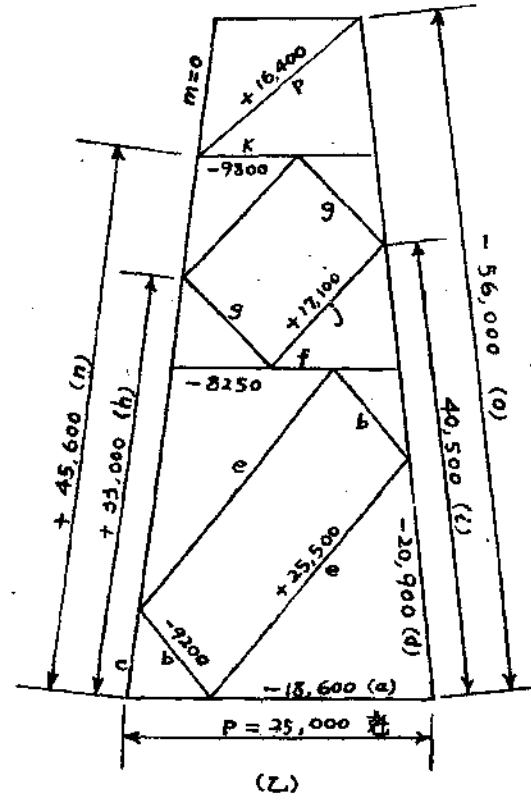 m=0
+ 16,400
p
K
-9300
g
g
+ 17,100
j
f
-8250
b
e
+ 25,500
e
-9200
b
c
-20,900 (d)
-18,600 (a)
+ 45,600 (n)
+ 33,000 (h)
40,500 (i)
- 56,000 (o)
P = 25,000
(乙)